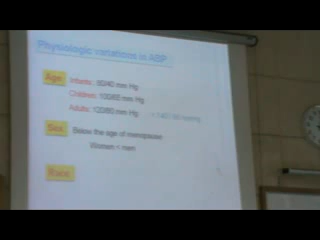 Physiologic variations in ABP
Age
Infants: 80/40 mm Hg
Children: 100/65 mm Hg
Adults: 120/80 mm Hg
Sex
Below the age of menopause
Women < men
Race